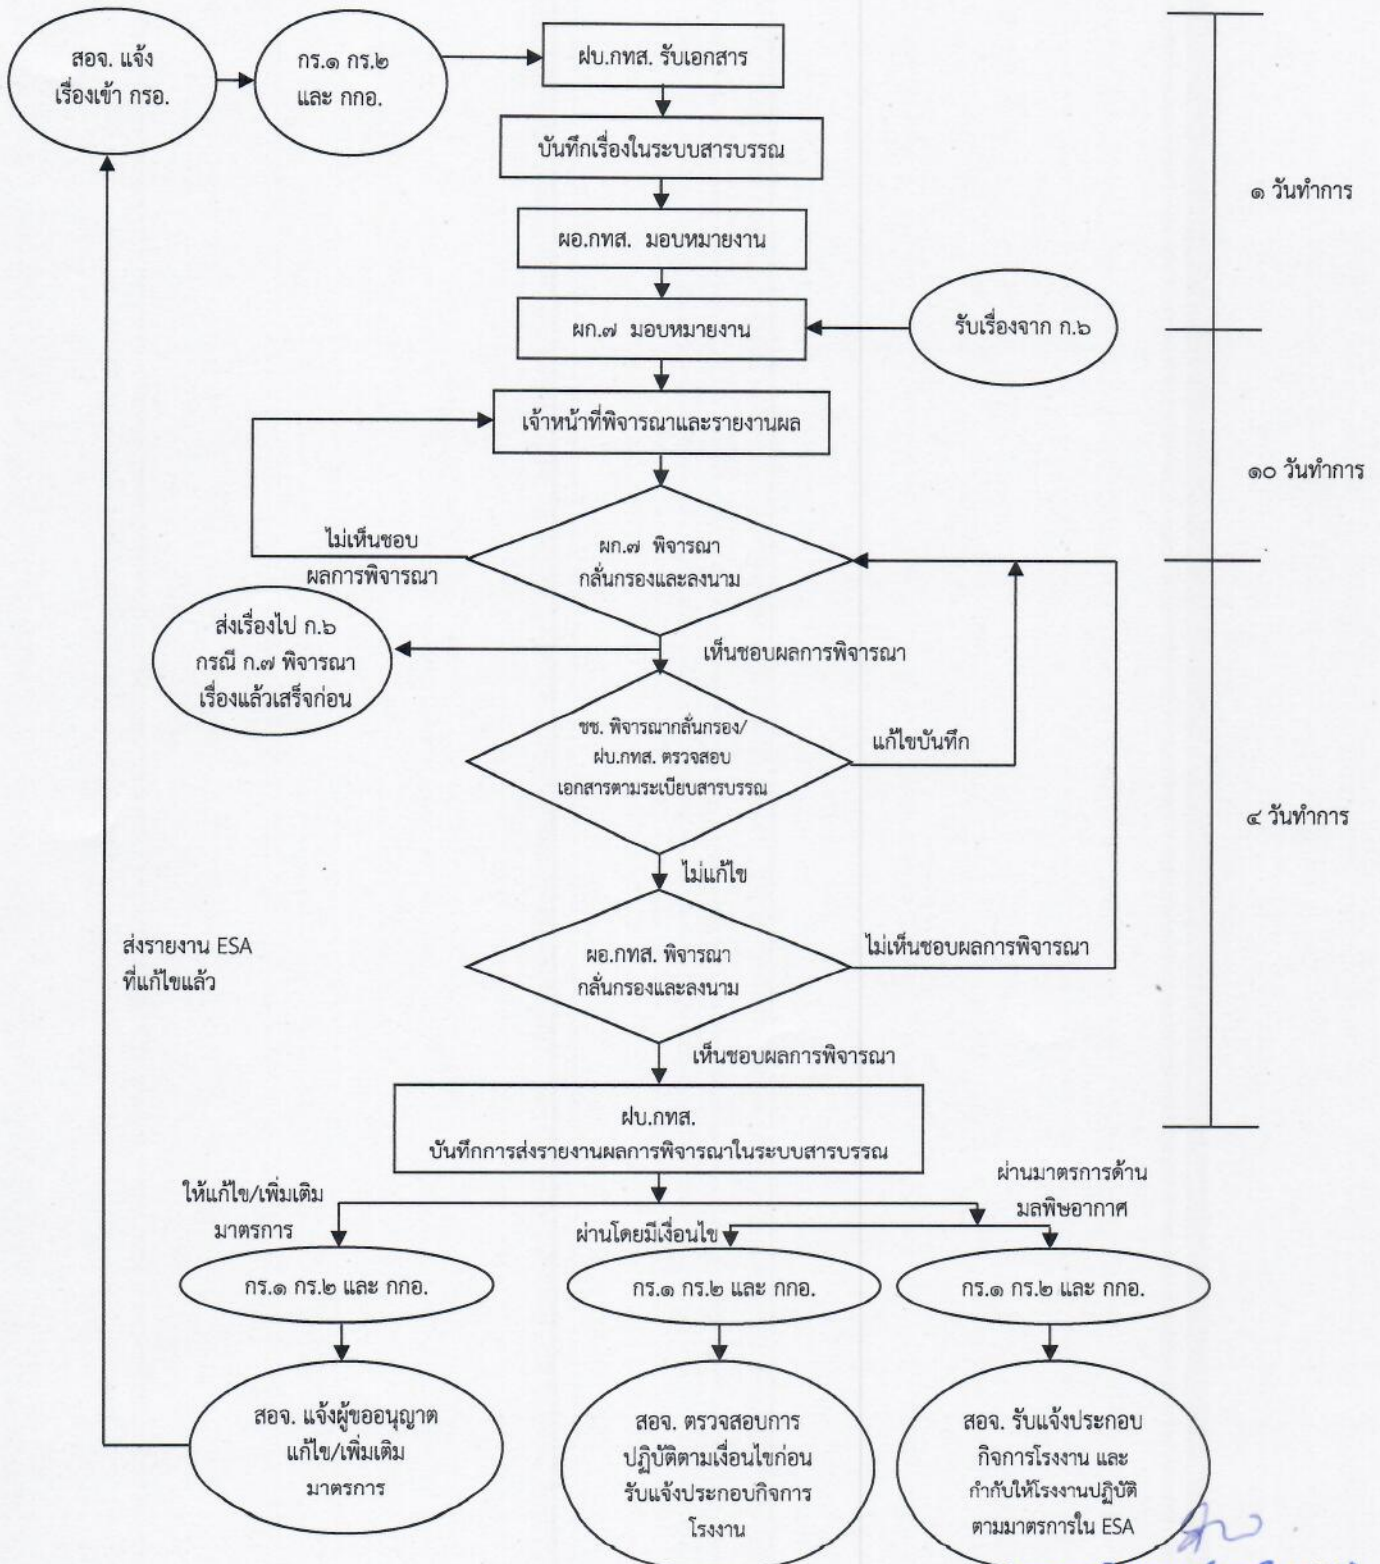 สอจ. แจ้ง
เรื่องเข้า กรอ.
กร.๑ กร.๒
และ กกอ.
ฝบ.กทส. รับเอกสาร
บันทึกเรื่องในระบบสารบรรณ
๑ วันทำการ
ผอ.กทส. มอบหมายงาน
ผก.๗ มอบหมายงาน
รับเรื่องจาก ก.๖
เจ้าหน้าที่พิจารณาและรายงานผล
๑๐ วันทำการ
ไม่เห็นชอบ
ผลการพิจารณา
ผก.๗ พิจารณา
กลั่นกรองและลงนาม
ส่งเรื่องไป ก.๖
กรณี ก.๗ พิจารณา
เรื่องแล้วเสร็จก่อน
เห็นชอบผลการพิจารณา
ชช. พิจารณากลั่นกรอง/
ฝบ.กทส. ตรวจสอบ
เอกสารตามระเบียบสารบรรณ
แก้ไขบันทึก
๔ วันทำการ
ไม่แก้ไข
ส่งรายงาน ESA
ที่แก้ไขแล้ว
ผอ.กทส. พิจารณา
กลั่นกรองและลงนาม
ไม่เห็นชอบผลการพิจารณา
เห็นชอบผลการพิจารณา
ฝบ.กทส.
บันทึกการส่งรายงานผลการพิจารณาในระบบสารบรรณ
ให้แก้ไข/เพิ่มเติม
มาตรการ
ผ่านโดยมีเงื่อนไข
ผ่านมาตรการด้าน
มลพิษอากาศ
กร.๑ กร.๒ และ กกอ.
กร.๑ กร.๒ และ กกอ.
กร.๑ กร.๒ และ กกอ.
สอจ. แจ้งผู้ขออนุญาต
แก้ไข/เพิ่มเติม
มาตรการ
สอจ. ตรวจสอบการ
ปฏิบัติตามเงื่อนไขก่อน
รับแจ้งประกอบกิจการ
โรงงาน
สอจ. รับแจ้งประกอบ
กิจการโรงงาน และ
กำกับให้โรงงานปฏิบัติ
ตามมาตรการใน ESA